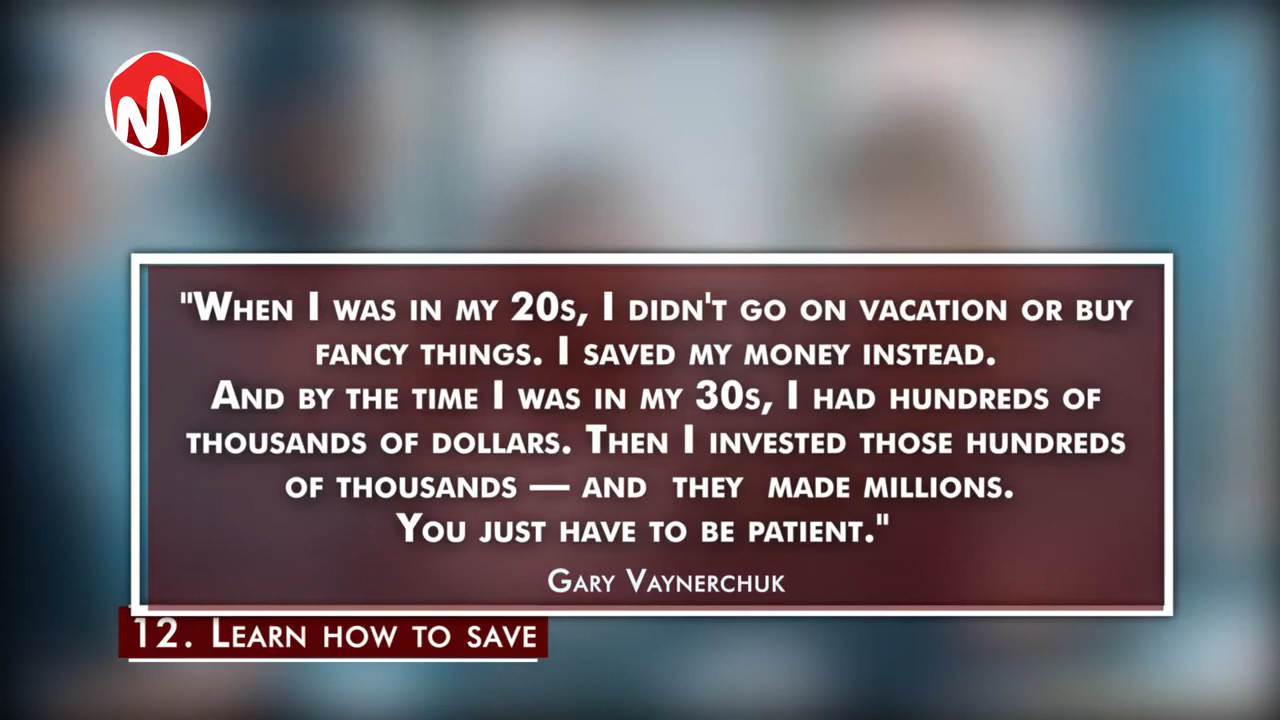 "When I was in my 20s, I didn't go on vacation or buy
fancy things. I saved my money instead.
And by the time I was in my 30s, I had hundreds of
thousands of dollars. Then I invested those hundreds
of thousands — and they made millions.
You just have to be patient."
Gary Vaynerchuk
12. Learn how to save